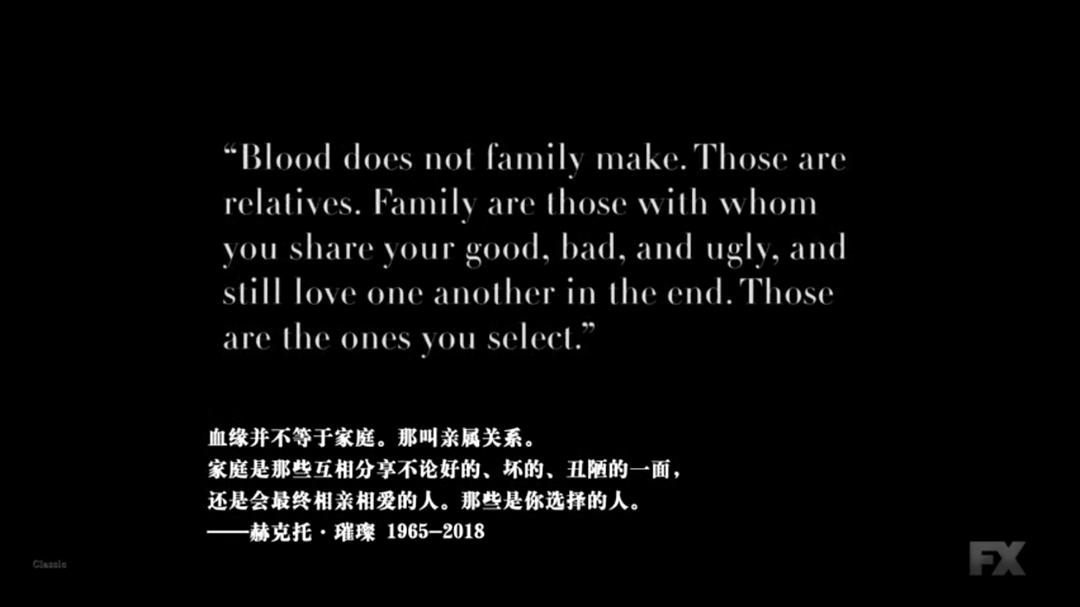 “Blood does not family make. Those are
relatives. Family are those with whom
you share your good, bad, and ugly, and
still love one another in the end. Those
are the ones you select.”
血缘并不等于家庭。那叫亲属关系。
家庭是那些互相分享不论好的、坏的、丑陋的一面，
还是会最终相亲相爱的人。那些是你选择的人。
——赫克托·璀璨 1965–2018
Classic
FX